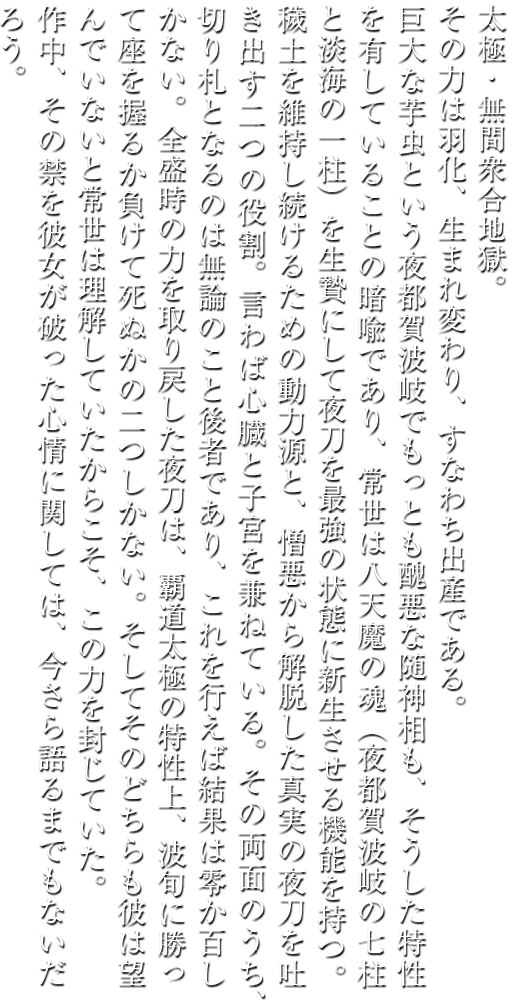 太極・無間衆合地獄。
その力は羽化、生まれ変わり、すなわち出産である。
巨大な芋虫という夜都賀波岐でもっとも醜悪な随神相も、そうした特性
を有していることの暗喩であり、常世は八天魔の魂（夜都賀波岐の七柱
と淡海の一柱）を生贄にして夜刀を最強の状態に新生させる機能を持つ。
穢土を維持し続けるための動力源と、憎悪から解脱した真実の夜刀を吐
き出す二つの役割。言わば心臓と子宮を兼ねている。その両面のうち、
切り札となるのは無論のこと後者であり、これを行えば結果は零か百し
かない。全盛時の力を取り戻した夜刀は、覇道太極の特性上、波旬に勝っ
て座を握るか負けて死ぬかの二つしかない。そしてそのどちらも彼は望
んでいないと常世は理解していたからこそ、この力を封じていた。
作中、その禁を彼女が破った心情に関しては、今さら語るまでもないだ
ろう。